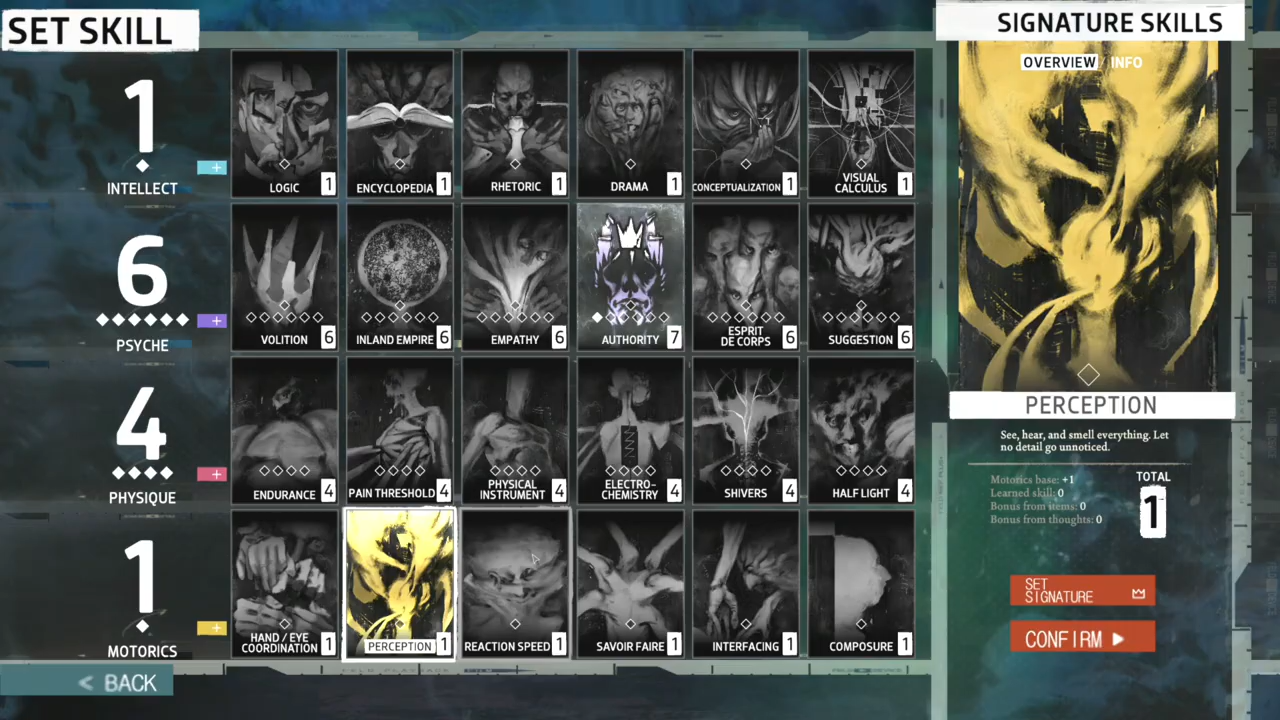 SET SKILL
SIGNATURE SKILLS
OVERVIEW / INFO
1
INTELLECT
+
LOGIC 1
ENCYCLOPEDIA 1
RHETORIC 1
DRAMA 1
CONCEPTUALIZATION 1
VISUAL
CALCULUS 1
6
PSYCHE
+
VOLITION 6
INLAND EMPIRE 6
EMPATHY 6
AUTHORITY 7
ESPRIT
DE CORPS 6
SUGGESTION 6
4
PHYSIQUE
+
ENDURANCE 4
PAIN THRESHOLD 4
PHYSICAL
INSTRUMENT 4
ELECTRO-
CHEMISTRY 4
SHIVERS 4
HALF LIGHT 4
1
MOTORICS
+
HAND / EYE
COORDINATION 1
PERCEPTION 1
REACTION SPEED 1
SAVOIR FAIRE 1
INTERFACING 1
COMPOSURE 1
< BACK
PERCEPTION
See, hear, and smell everything. Let
no detail go unnoticed.
Motorics base: +1
Learned skill: 0
Bonus from items: 0
Bonus from thoughts: 0
TOTAL
1
SET
SIGNATURE
CONFIRM